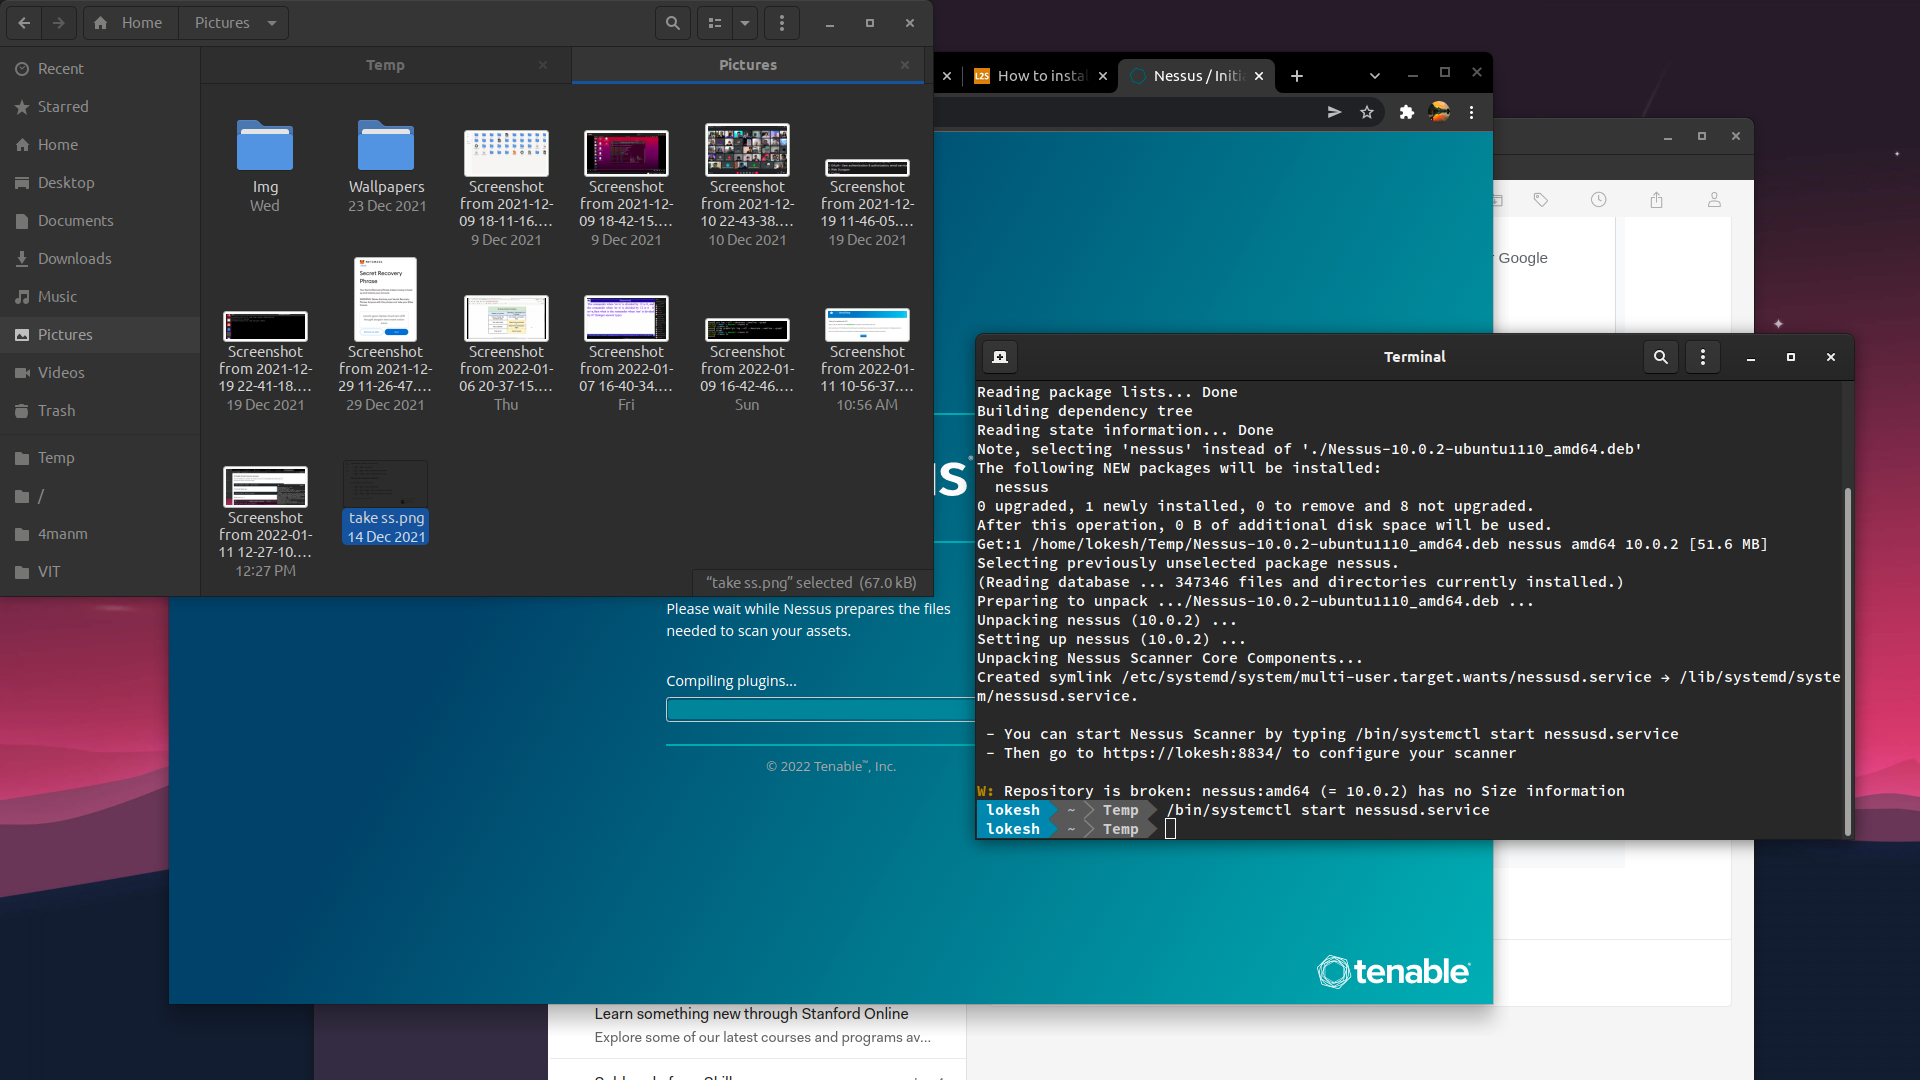 Home
Pictures
Temp
Pictures
Recent
Starred
Home
Desktop
Documents
Downloads
Music
Pictures
Videos
Trash
Temp
/
4manm
VIT
Img
Wed
Wallpapers
23 Dec 2021
Screenshot
from 2021-12-
09 18-11-16.…
9 Dec 2021
Screenshot
from 2021-12-
09 18-42-15.…
9 Dec 2021
Screenshot
from 2021-12-
10 22-43-38.…
10 Dec 2021
Screenshot
from 2021-12-
19 11-46-05.…
19 Dec 2021
Screenshot
from 2021-12-
19 22-41-18.…
19 Dec 2021
Secret Recovery
Phrase
Screenshot
from 2021-12-
29 11-26-47.…
29 Dec 2021
Screenshot
from 2022-01-
06 20-37-15.…
Thu
Screenshot
from 2022-01-
07 16-40-34.…
Fri
Screenshot
from 2022-01-
09 16-42-46.…
Sun
Screenshot
from 2022-01-
11 10-56-37.…
10:56 AM
Screenshot
from 2022-01-
11 12-27-10.…
12:27 PM
take ss.png
14 Dec 2021
“take ss.png” selected (67.0 kB)
L2S How to instal
Nessus / Initia
s®
Please wait while Nessus prepares the files
needed to scan your assets.
Compiling plugins...
© 2022 Tenable™, Inc.
tenable®
Google
Terminal
Reading package lists... Done
Building dependency tree
Reading state information... Done
Note, selecting 'nessus' instead of './Nessus-10.0.2-ubuntu1110_amd64.deb'
The following NEW packages will be installed:
nessus
0 upgraded, 1 newly installed, 0 to remove and 8 not upgraded.
After this operation, 0 B of additional disk space will be used.
Get:1 /home/lokesh/Temp/Nessus-10.0.2-ubuntu1110_amd64.deb nessus amd64 10.0.2 [51.6 MB]
Selecting previously unselected package nessus.
(Reading database ... 347346 files and directories currently installed.)
Preparing to unpack .../Nessus-10.0.2-ubuntu1110_amd64.deb ...
Unpacking nessus (10.0.2) ...
Setting up nessus (10.0.2) ...
Unpacking Nessus Scanner Core Components...
Created symlink /etc/systemd/system/multi-user.target.wants/nessusd.service → /lib/systemd/syste
m/nessusd.service.
- You can start Nessus Scanner by typing /bin/systemctl start nessusd.service
- Then go to https://lokesh:8834/ to configure your scanner
W: Repository is broken: nessus:amd64 (= 10.0.2) has no Size information
lokesh ~ Temp /bin/systemctl start nessusd.service
lokesh ~ Temp
Learn something new through Stanford Online
Explore some of our latest courses and programs av...